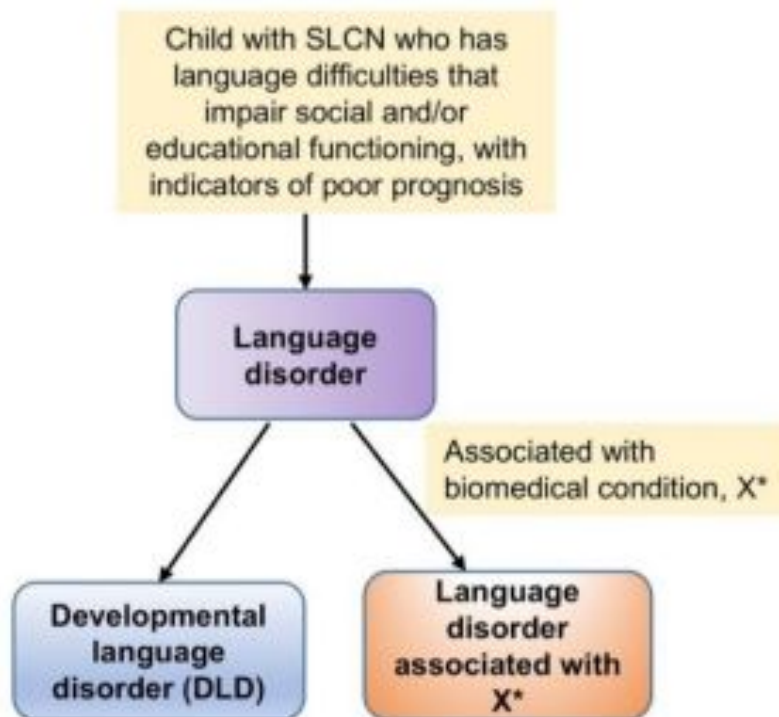 Child with SLCN who has
language difficulties that
impair social and/or
educational functioning, with
indicators of poor prognosis
Language
disorder
Associated with
biomedical condition, X*
Developmental
language
disorder (DLD)
Language
disorder
associated with
X*